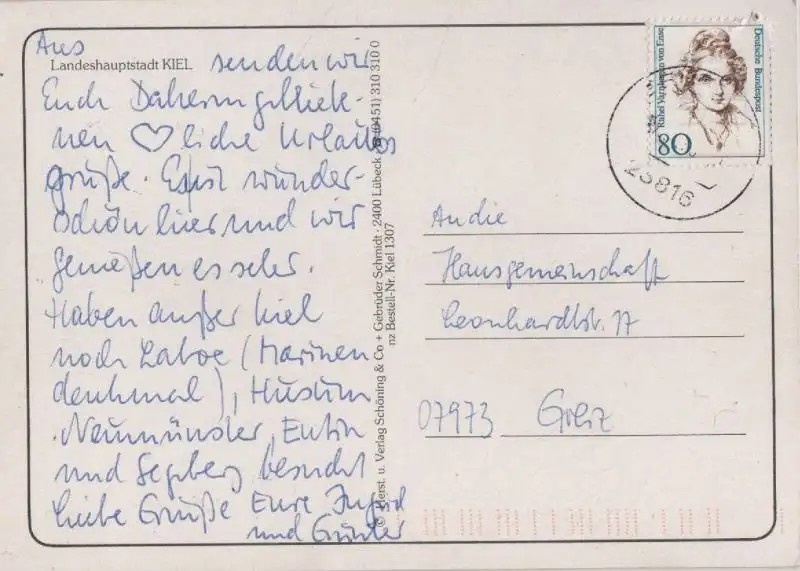 Aus
Landeshauptstadt KIEL senden wir
Euch Daheimgeblieb-
nen ♡liche Urlaubs
grüße. Es ist wunder-
schön hier und wir
genießen es sehr.
Haben außer Kiel
noch Laboe (Marinen
denkmal), Husum
Neumünster, Eutin
und Segeberg besucht
Liebe Grüße Eure Ingrid
und Günter
© Herst. u. Verlag Schöning & Co + Gebrüder Schmidt · 2400 Lübeck (0451) 310 310 0
nz Bestell-Nr. Kiel 1307
Rahel Varnhagen von Ense
Deutsche Bundespost
80
23816
An die
Hausgemeinschaft
Leonhardtstr. 17
07973 Greiz